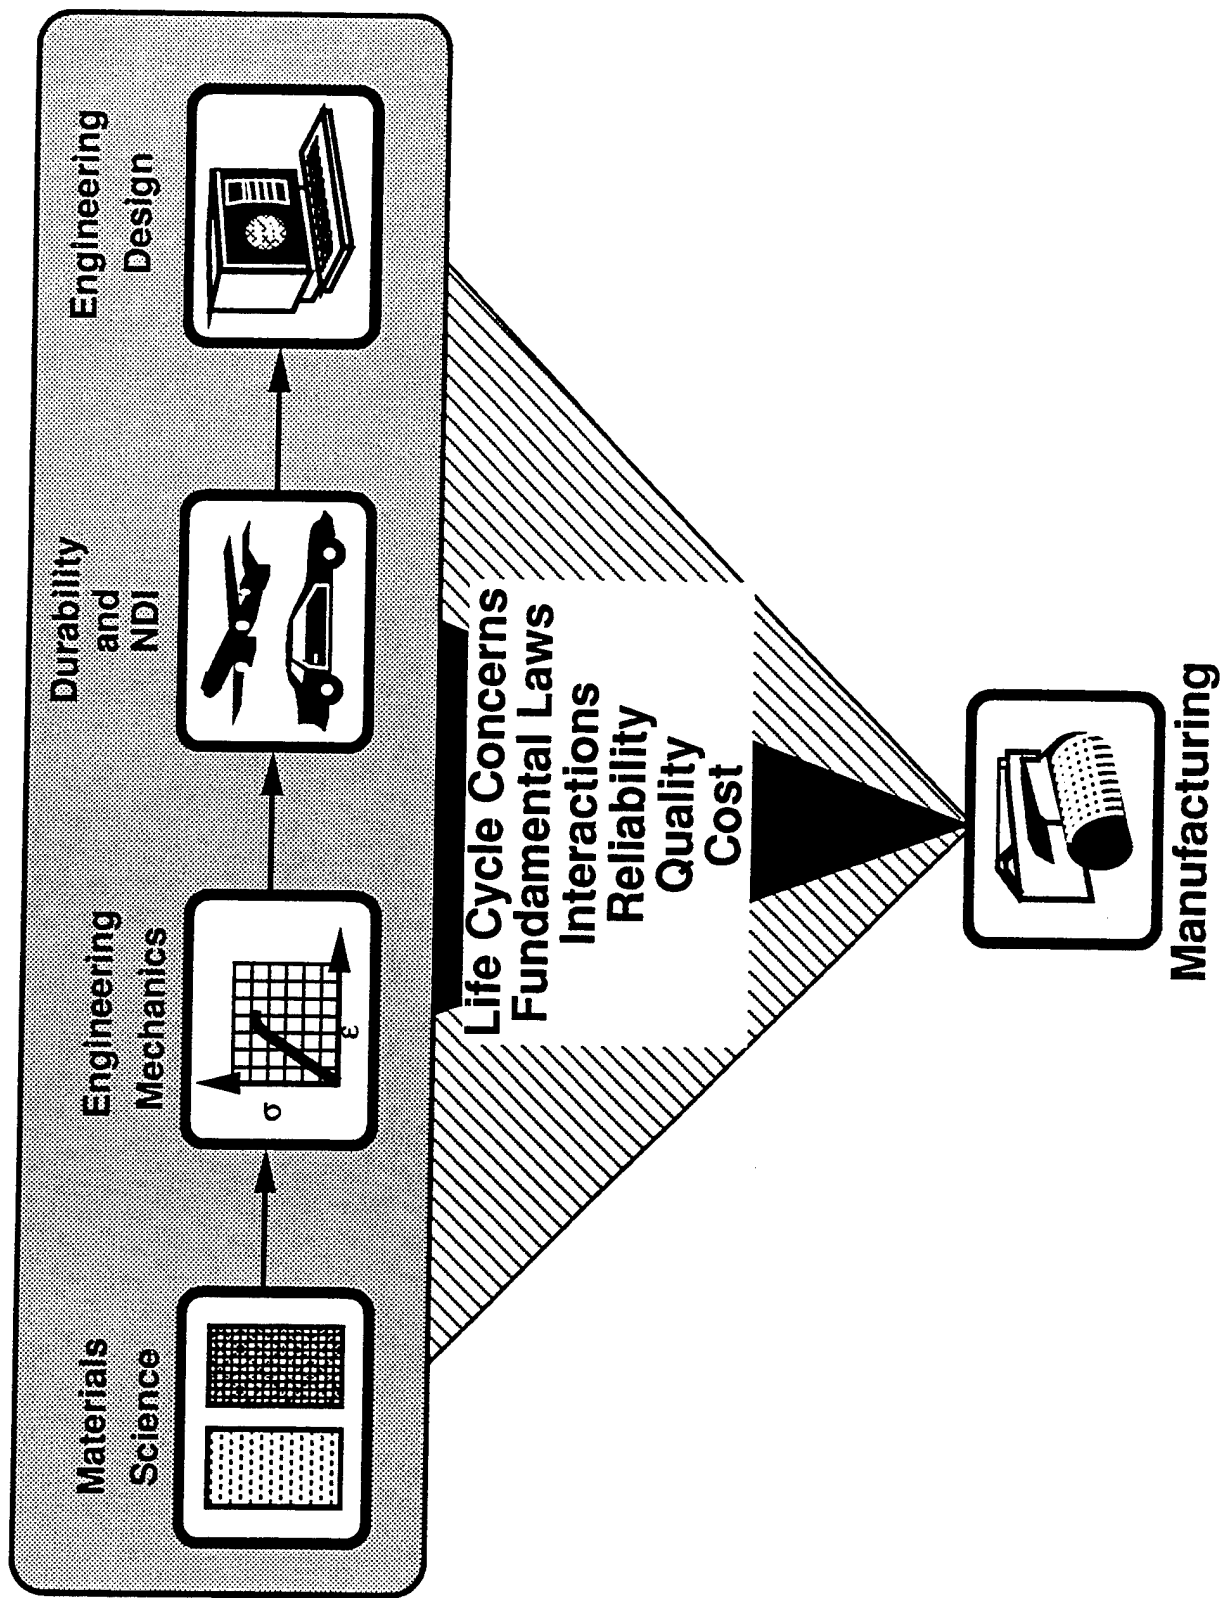 Materials
Science
Engineering
Mechanics
σ
ε
Durability
and
NDI
Engineering
Design
Life Cycle Concerns
Fundamental Laws
Interactions
Reliability
Quality
Cost
Manufacturing